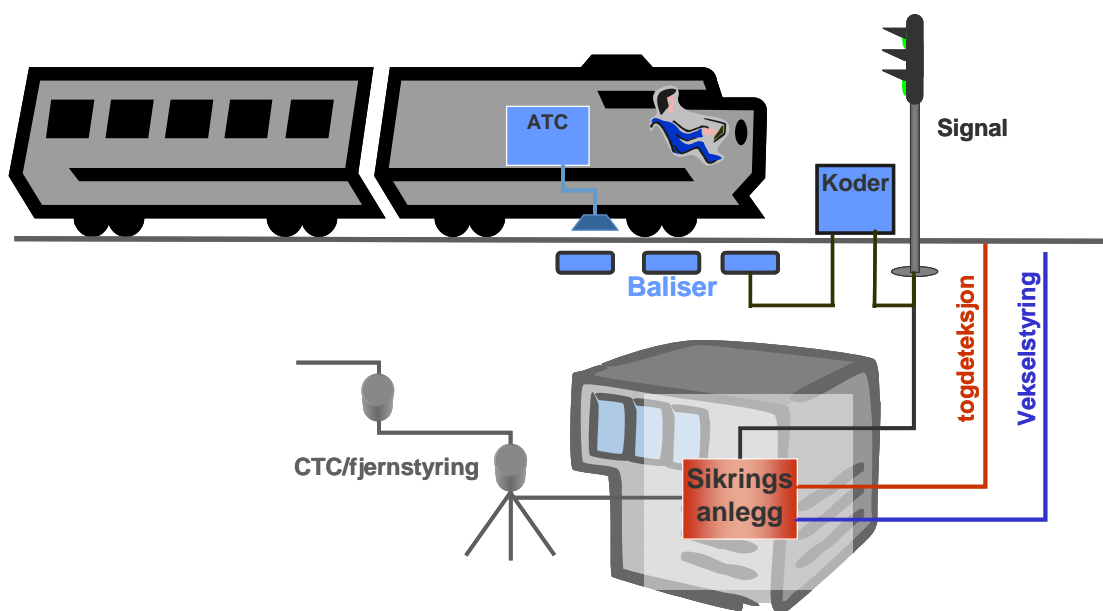 ATC
Signal
Koder
Baliser
togdeteksjon
Vekselstyring
CTC/fjernstyring
Sikrings
anlegg